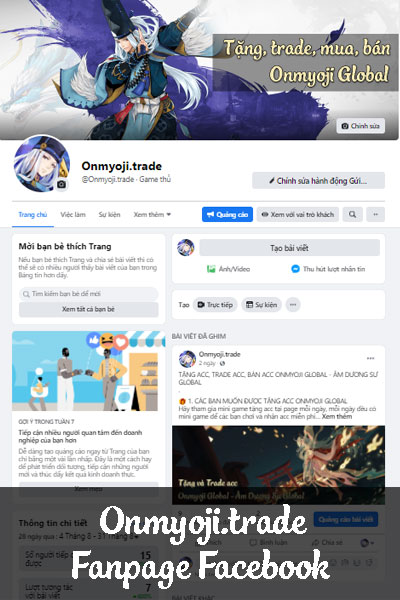 Tặng, trade, mua, bán
Onmyoji Global
Chỉnh sửa
Onmyoji.trade
@Onmyoji.trade · Game thủ
Chỉnh sửa hành động Gửi...
Trang chủ
Việc làm
Sự kiện
Xem thêm
Quảng cáo
Xem với vai trò khách
Mời bạn bè thích Trang
Nếu bạn bè thích Trang và chia sẻ bài viết thì có
thể sẽ có nhiều người thấy bài viết của bạn trong
Bảng tin hơn đấy.
Tìm kiếm bạn bè để mời
Xem tất cả bạn bè
GỢI Ý TRONG TUẦN T
Tiếp cận nhiều người quan tâm đến doanh
nghiệp của bạn hơn
Dễ dàng tạo quảng cáo ngay từ Trang của bạn
chỉ bằng một vài lần nhấp. Đây là một cách hay
để phát triển đối tượng, tiếp cận những người
mới và thúc đẩy kết quả kinh doanh thực.
Thông tin chi tiết
28 ngày qua : 4 Tháng 8 - 31 Tháng 8
Số người tiếp
được
15
Lượt tương tác
7
Tạo bài viết
Ảnh/Video
Thu hút lượt nhắn tin
Tạo
Trực tiếp
Sự kiện
BÀI VIẾT ĐÃ GHIM
Onmyoji.trade
2 ngày
TẶNG ACC, TRADE ACC, BÁN ACC ONMYOJI GLOBAL - ÂM DƯƠNG SƯ
GLOBAL
1. CÁC BẠN MUỐN ĐƯỢC TẶNG ACC ONMYOJI GLOBAL
Hãy tham gia mini game tặng acc tại page mỗi ngày, mỗi ngày đều có
mini game để các bạn chơi và nhận acc miễn phí... Xem thêm
Tặng và Trade acc
Onmyoji Global - Âm Dương Sư Global
Quảng cáo bài viết
Thích
Bình luận
Chia sẻ
BÀI VIẾT KHÁC
Onmyoji.trade
Fanpage Facebook